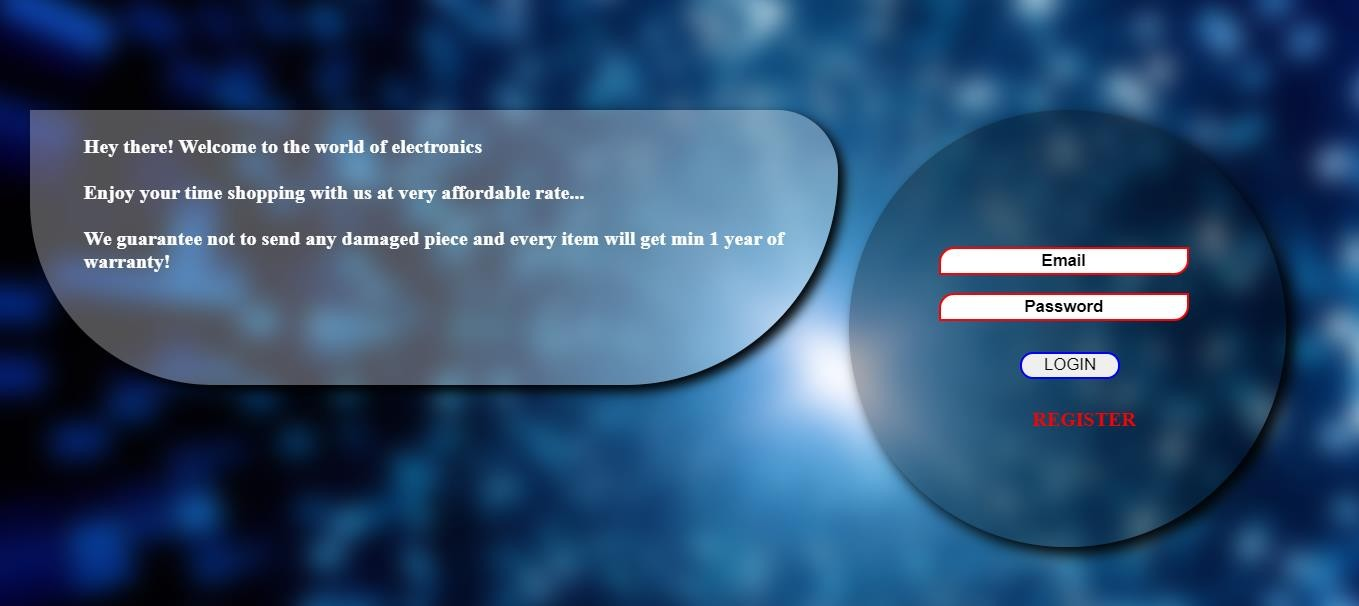 Hey there! Welcome to the world of electronics
Enjoy your time shopping with us at very affordable rate...
We guarantee not to send any damaged piece and every item will get min 1 year of
warranty!
Email
Password
LOGIN
REGISTER